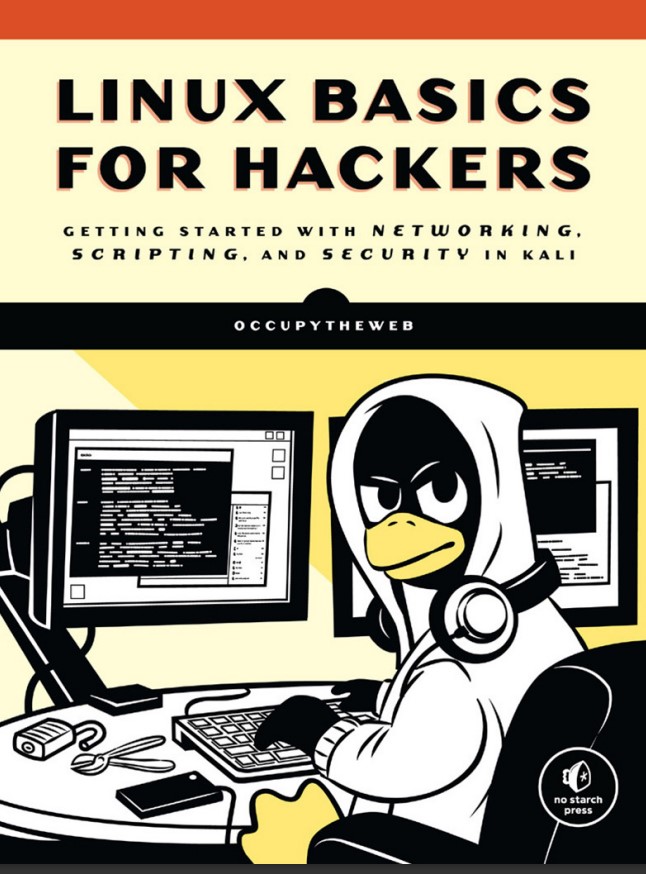 LINUX BASICS
FOR HACKERS
GETTING STARTED WITH NETWORKING,
SCRIPTING, AND SECURITY IN KALI
OCCUPYTHEWEB
no starch
press